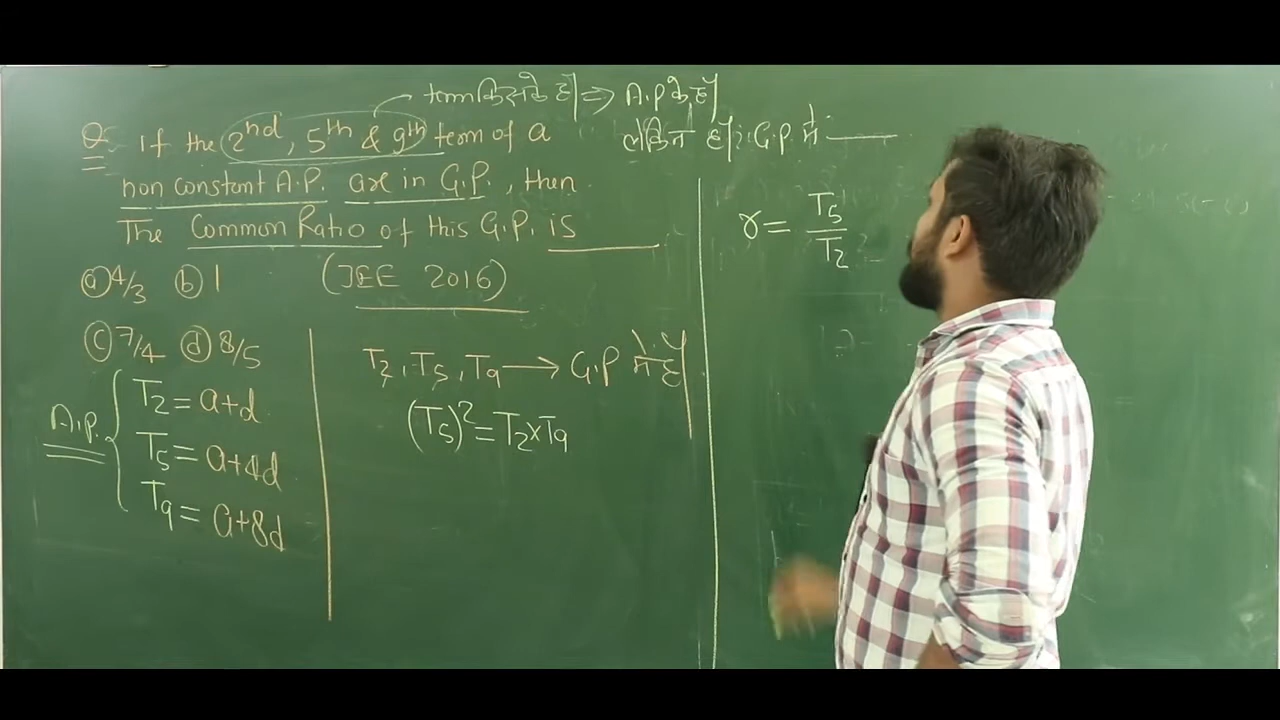 term किसके हैं => A.P के हैं
लेकिन हैं: G.P में ____
Q. If the 2nd, 5th & 9th term of a
non constant A.P. are in G.P., then
The Common Ratio of this G.P. is ____
(a) 4/3 (b) 1 (JEE 2016)
(c) 7/4 (d) 8/5
A.P.
T2 = a+d
T5 = a+4d
T9 = a+8d
T2, T5, T9 → G.P में हैं
(T5)² = T2×T9
r = T5/T2